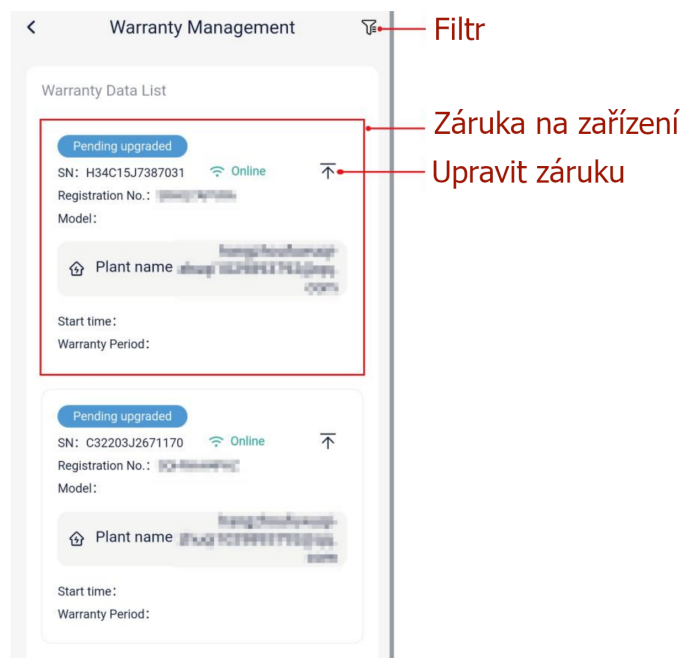 Warranty Management
Filtr
Warranty Data List
Záruka na zařízení
Pending upgraded
SN: H34C15J7387031 Online
Upravit záruku
Registration No.:
Model:
Plant name
com
Start time:
Warranty Period:
Pending upgraded
SN: C32203J2671170 Online
Registration No.:
Model:
Plant name
Start time:
Warranty Period: